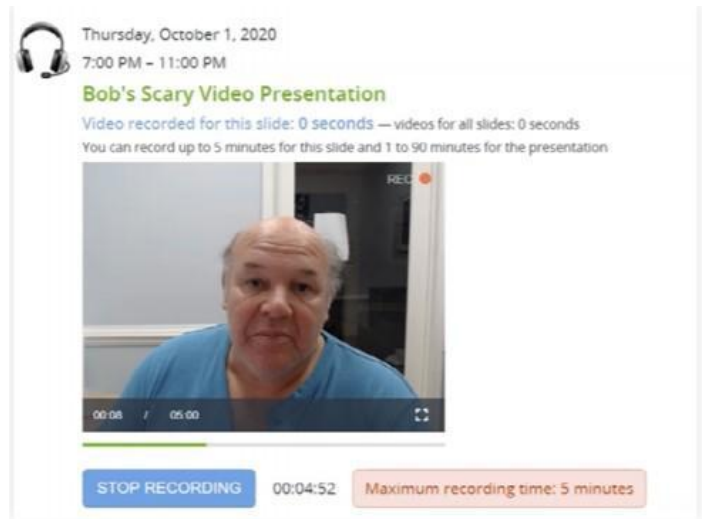 Thursday, October 1, 2020
7:00 PM – 11:00 PM
Bob's Scary Video Presentation
Video recorded for this slide: 0 seconds — videos for all slides: 0 seconds
You can record up to 5 minutes for this slide and 1 to 90 minutes for the presentation
REC
00:08 / 05:00
STOP RECORDING 00:04:52 Maximum recording time: 5 minutes